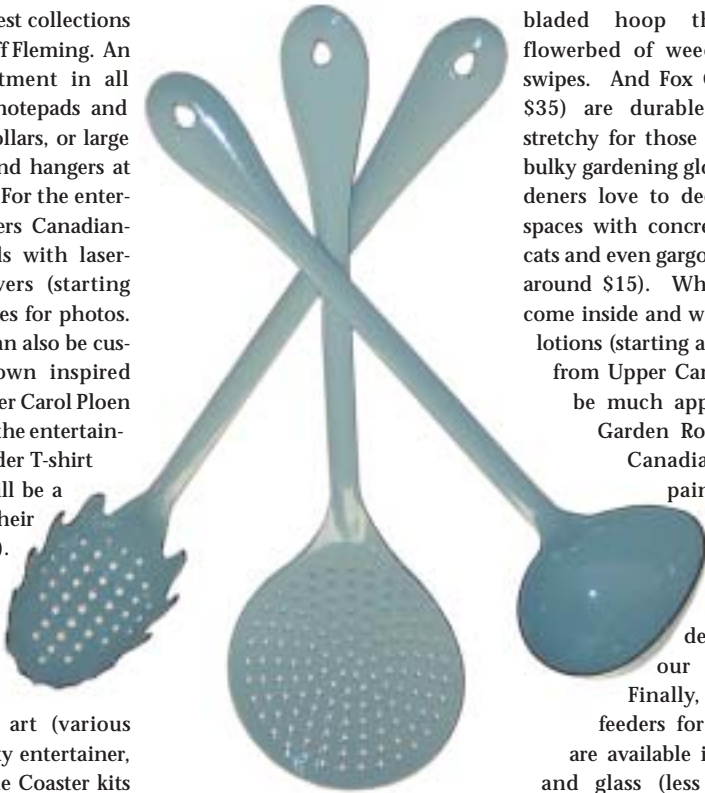 est collections
ff Fleming. An
tment in all
notepads and
ollars, or large
nd hangers at
For the enter-
ers Canadian-
ls with laser-
vers (starting
es for photos.
an also be cus-
own inspired
er Carol Ploen
the entertain-
der T-shirt
ill be a
heir
).
art (various
ty entertainer,
le Coaster kits
bladed hoop th
flowerbed of weed
swipes. And Fox G
$35) are durable
stretchy for those
bulky gardening glo
deners love to dec
spaces with concre
cats and even gargo
around $15). Wh
come inside and w
lotions (starting a
from Upper Can
be much app
Garden Ro
Canadia
pain
de
our
Finally,
feeders for
are available i
and glass (less